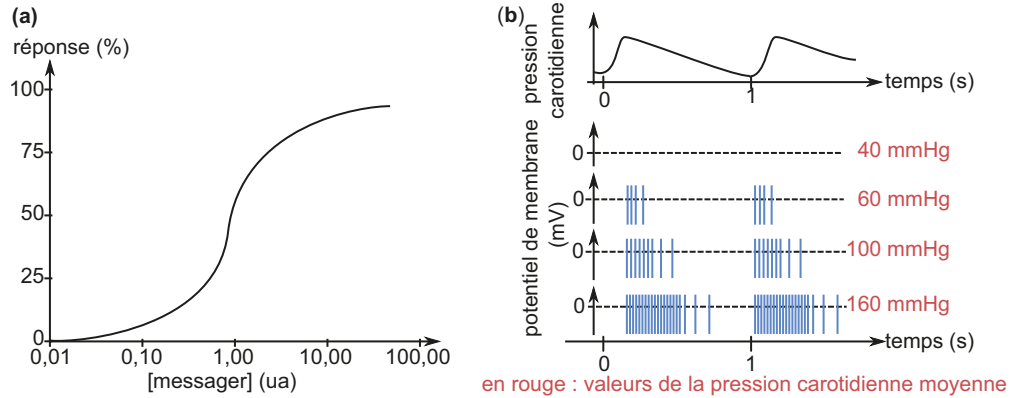 (a)
réponse (%)
100
75
50
25
0
0,01 0,10 1,00 10,00 100,00
[messager] (ua)
(b)
pression
carotidienne
temps (s)
0 1
potentiel de membrane
(mV)
0 40 mmHg
0 60 mmHg
0 100 mmHg
0 160 mmHg
temps (s)
0 1
en rouge : valeurs de la pression carotidienne moyenne